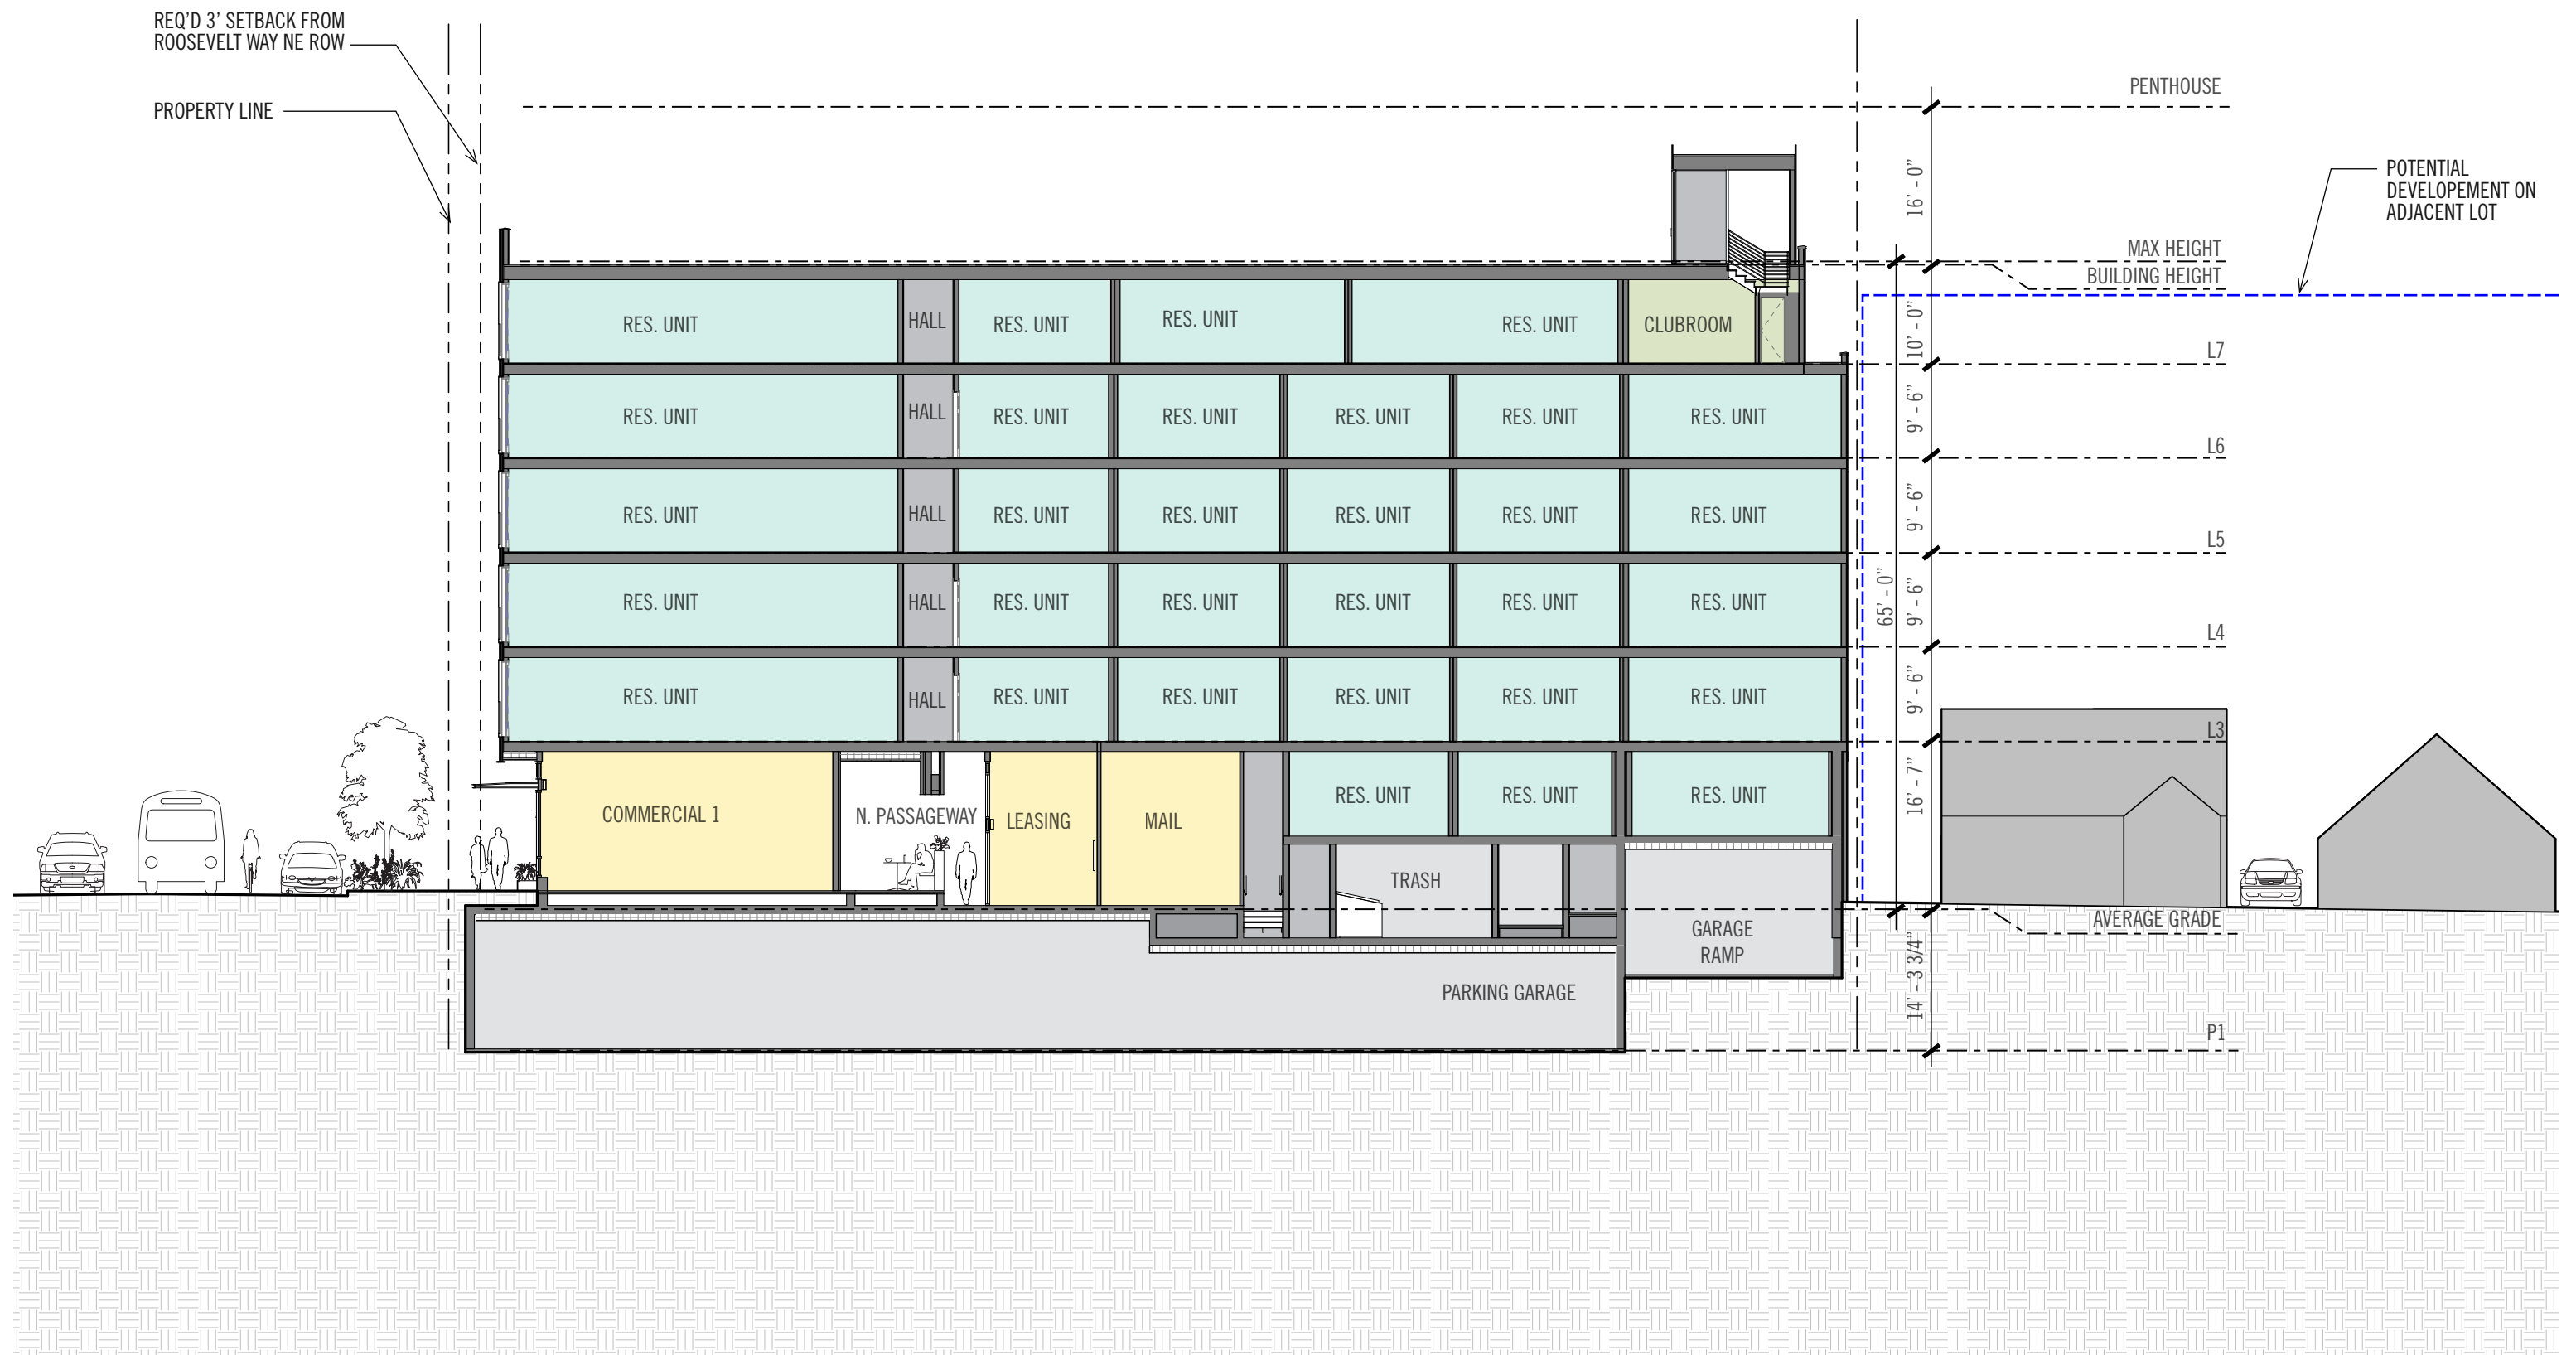 REQ'D 3' SETBACK FROM
ROOSEVELT WAY NE ROW
PROPERTY LINE
PENTHOUSE
16' - 0"
POTENTIAL
DEVELOPEMENT ON
ADJACENT LOT
MAX HEIGHT
BUILDING HEIGHT
RES. UNIT
HALL
RES. UNIT
RES. UNIT
RES. UNIT
CLUBROOM
10' - 0"
L7
RES. UNIT
HALL
RES. UNIT
RES. UNIT
RES. UNIT
RES. UNIT
RES. UNIT
9' - 6"
L6
RES. UNIT
HALL
RES. UNIT
RES. UNIT
RES. UNIT
RES. UNIT
RES. UNIT
9' - 6"
L5
RES. UNIT
HALL
RES. UNIT
RES. UNIT
RES. UNIT
RES. UNIT
RES. UNIT
65' - 0"
9' - 6"
L4
RES. UNIT
HALL
RES. UNIT
RES. UNIT
RES. UNIT
RES. UNIT
RES. UNIT
9' - 6"
L3
COMMERCIAL 1
N. PASSAGEWAY
LEASING
MAIL
RES. UNIT
RES. UNIT
RES. UNIT
16' - 7"
TRASH
GARAGE
RAMP
AVERAGE GRADE
PARKING GARAGE
14' - 3 3/4"
P1